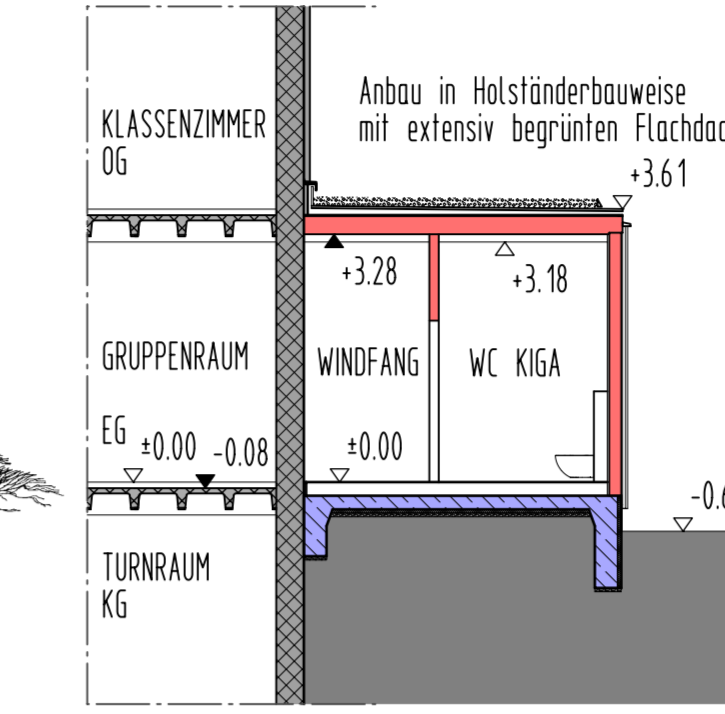 Anbau in Holständerbauweise
mit extensiv begrünten
KLASSENZIMMER
OG
+3.61
+3.28
+3.18
GRUPPENRAUM
WINDFANG
WC KIGA
EG
±0.00
-0.08
±0.00
TURNRAUM
KG